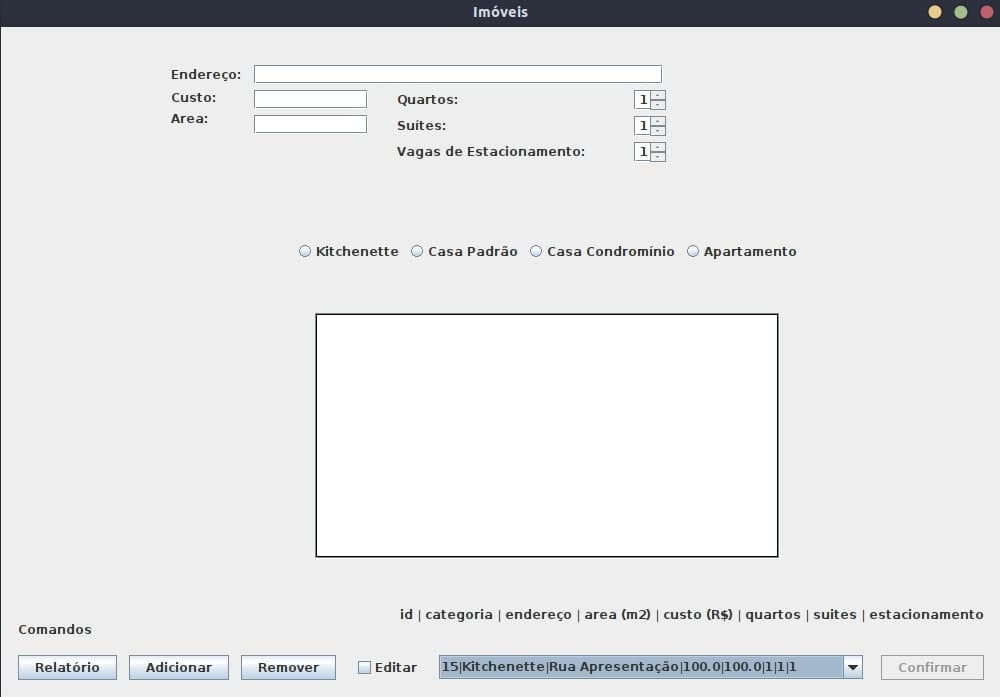 Imóveis
Endereço:
Custo:
Quartos: 1
Area:
Suítes: 1
Vagas de Estacionamento: 1
Kitchenette Casa Padrão Casa Condromínio Apartamento
id | categoria | endereço | area (m2) | custo (R$) | quartos | suites | estacionamento
Comandos
Relatório Adicionar Remover Editar 15|Kitchenette|Rua Apresentação|100.0|100.0|1|1|1 Confirmar